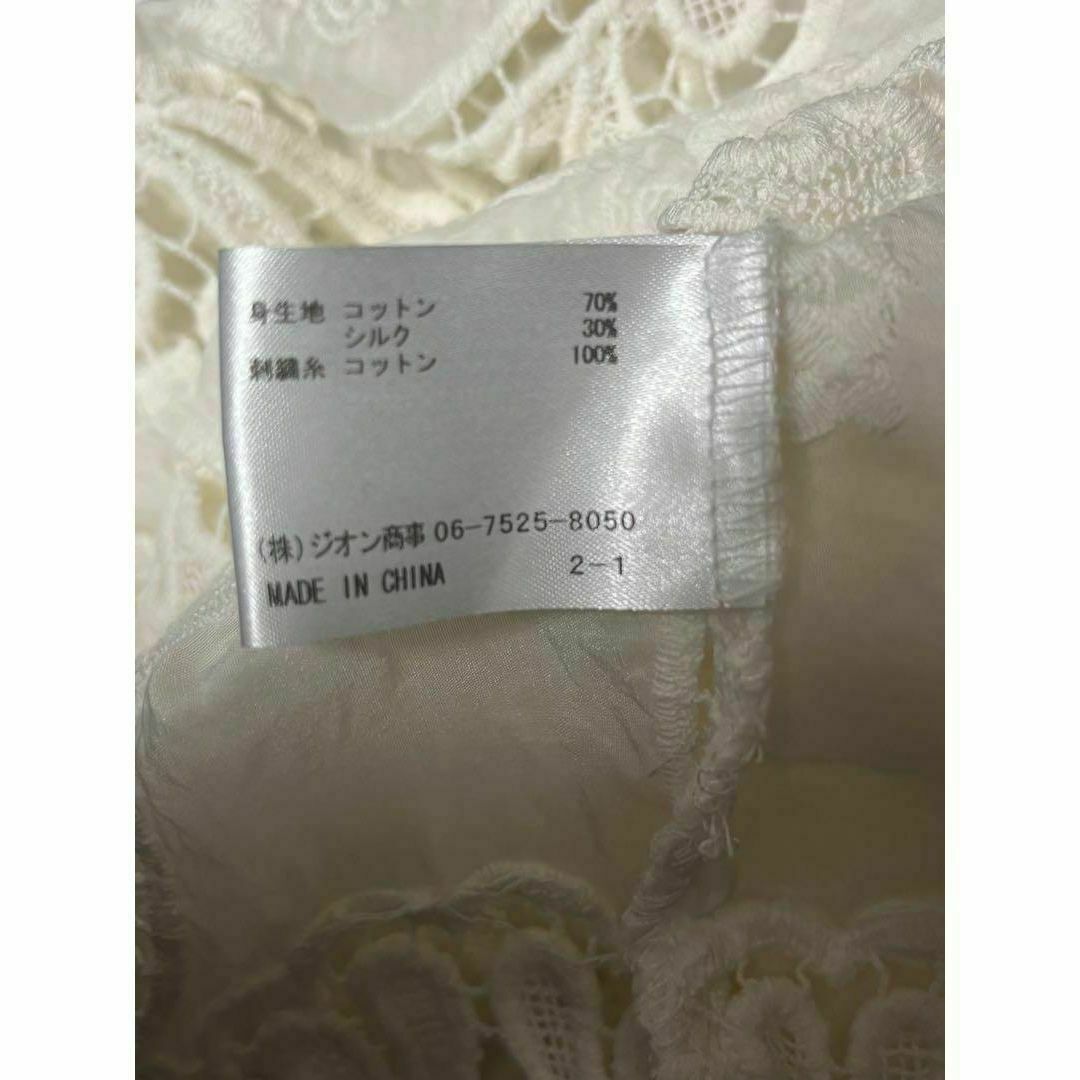 身生地 コットン 70%
シルク 30%
刺繍糸 コットン 100%
(株)ジオン商事 06-7525-8050
MADE IN CHINA 2-1